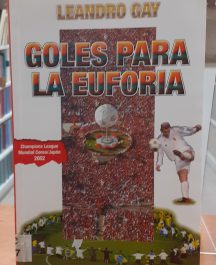 LEANDRO GAY
GOLES PARA
LA EUFORIA
Champions League
Mundial Corea/Japón
2002